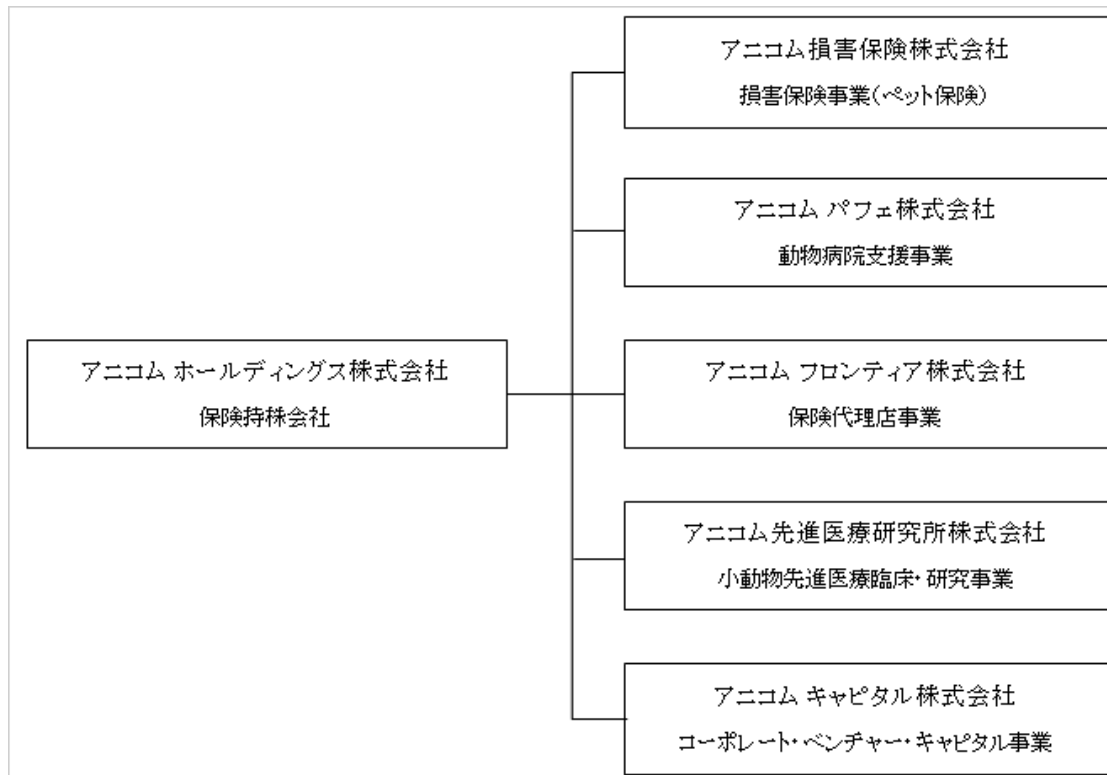 アニコム損害保険株式会社
損害保険事業(ペット保険)
アニコム パフェ株式会社
動物病院支援事業
アニコム ホールディングス株式会社
保険持株会社
アニコム フロンティア株式会社
保険代理店事業
アニコム先進医療研究所株式会社
小動物先進医療臨床・研究事業
アニコム キャピタル株式会社
コーポレート・ベンチャー・キャピタル事業